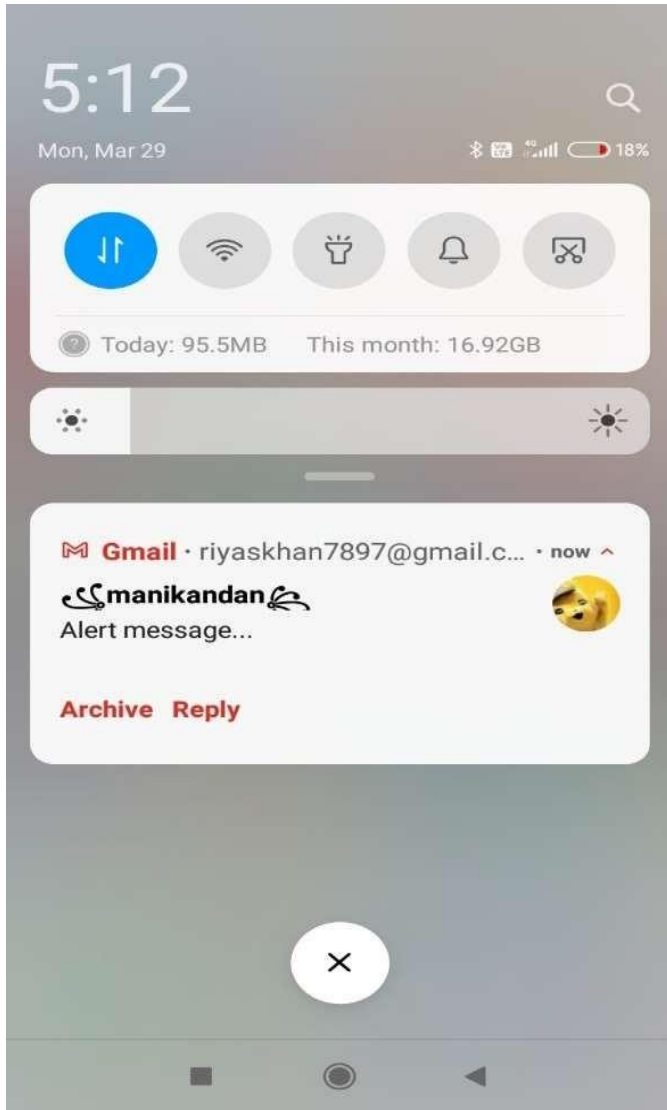 5:12
Mon, Mar 29
4G
18%
Today: 95.5MB This month: 16.92GB
Gmail · riyaskhan7897@gmail.c... · now
꧁manikandan꧂
Alert message...
Archive Reply